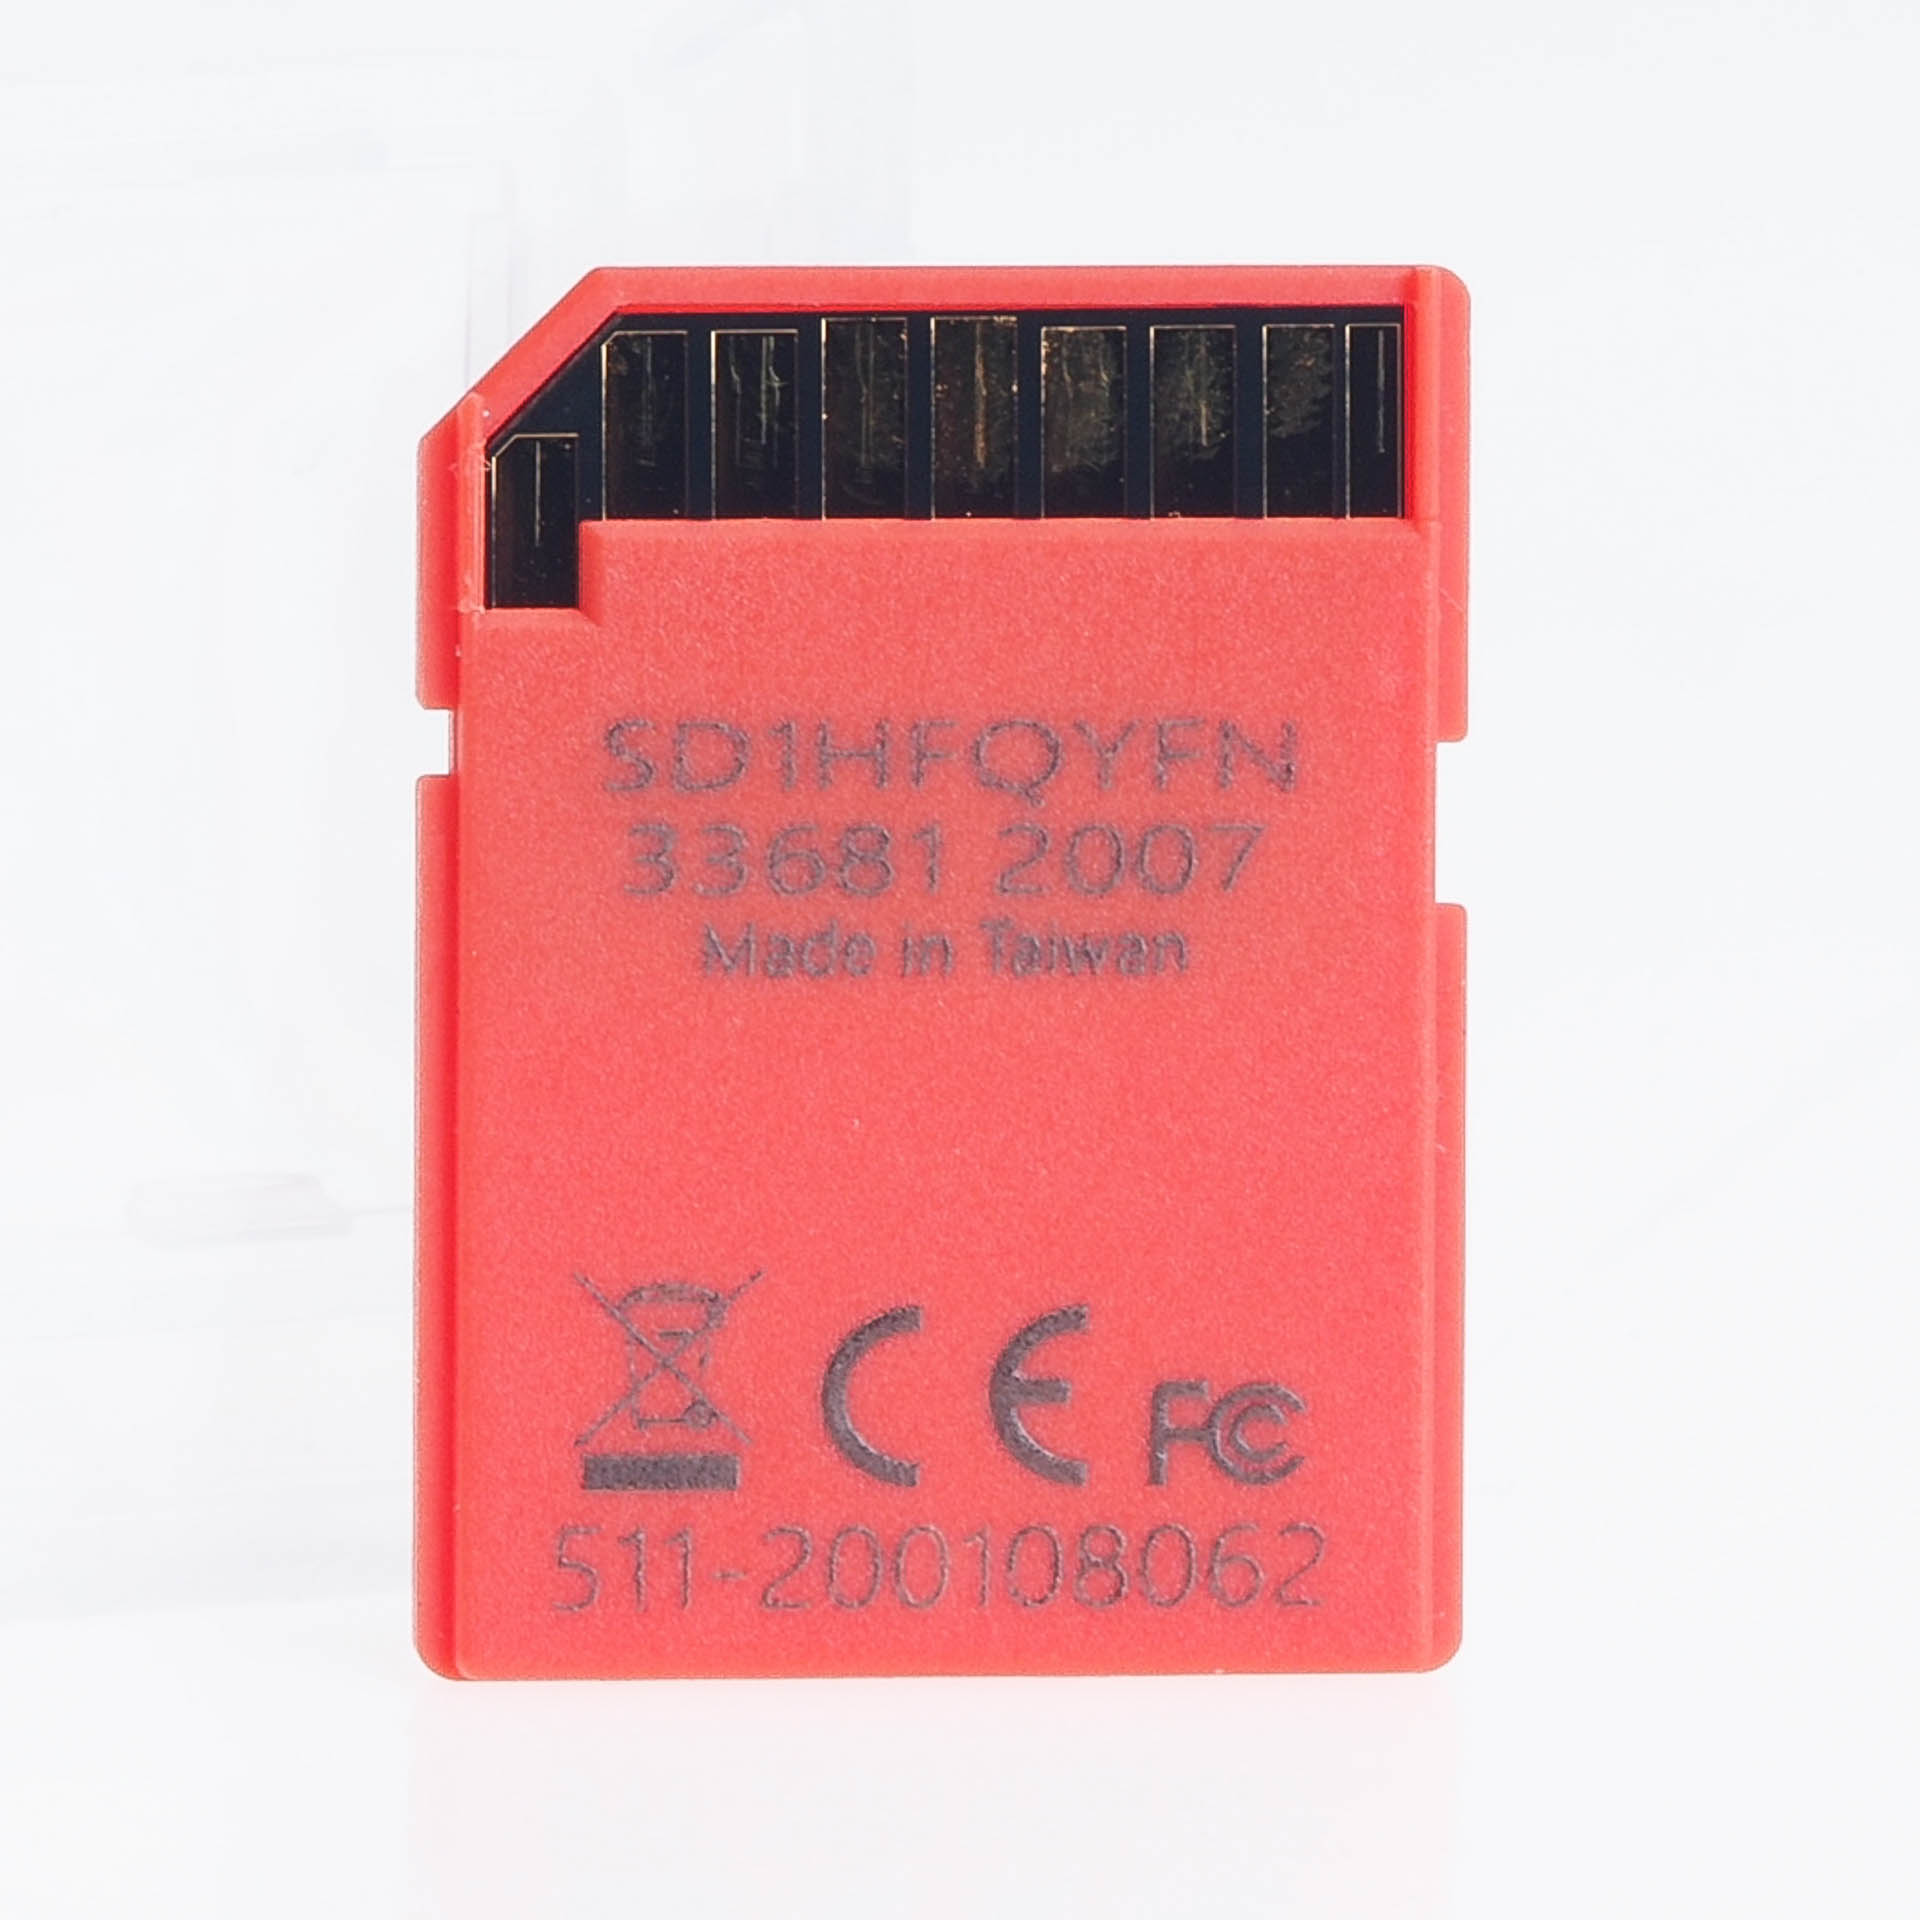 SD1HFQYFN
33681 2007
Made in Taiwan
CE FC
511-200108062